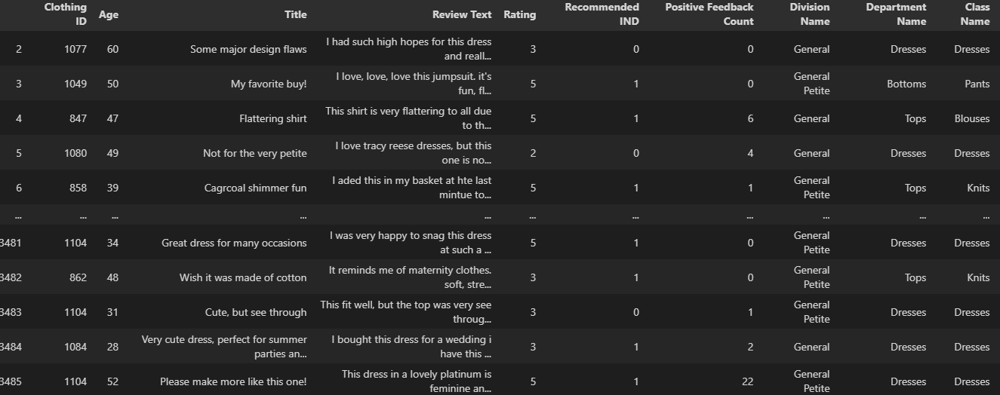 Clothing ID Age Title Review Text Rating Recommended IND Positive Feedback Count Division Name Department Name Class Name
2 1077 60 Some major design flaws I had such high hopes for this dress and reall... 3 0 0 General Dresses Dresses
3 1049 50 My favorite buy! I love, love, love this jumpsuit. it's fun, fl... 5 1 0 General Petite Bottoms Pants
4 847 47 Flattering shirt This shirt is very flattering to all due to th... 5 1 6 General Tops Blouses
5 1080 49 Not for the very petite I love tracy reese dresses, but this one is no... 2 0 4 General Dresses Dresses
6 858 39 Cagrcoal shimmer fun I aded this in my basket at hte last mintue to... 5 1 1 General Petite Tops Knits
... ... ... ... ... ... ... ... ... ... ...
3481 1104 34 Great dress for many occasions I was very happy to snag this dress at such a ... 5 1 0 General Petite Dresses Dresses
3482 862 48 Wish it was made of cotton It reminds me of maternity clothes. soft, stre... 3 1 0 General Petite Tops Knits
3483 1104 31 Cute, but see through This fit well, but the top was very see throug... 3 0 1 General Petite Dresses Dresses
3484 1084 28 Very cute dress, perfect for summer parties an... I bought this dress for a wedding i have this ... 3 1 2 General Dresses Dresses
3485 1104 52 Please make more like this one! This dress in a lovely platinum is feminine an... 5 1 22 General Petite Dresses Dresses